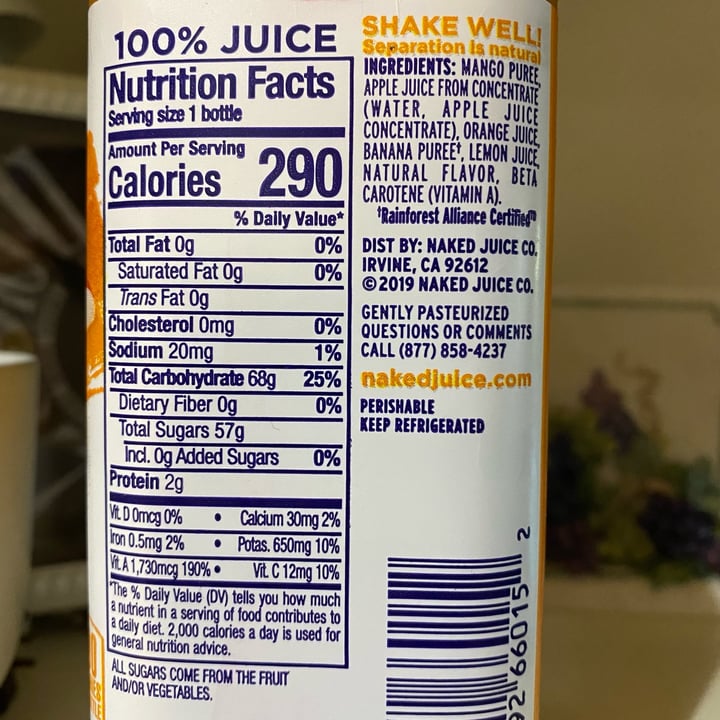 100% JUICE
Nutrition Facts
Serving size 1 bottle
Amount Per Serving
Calories 290
% Daily Value*
Total Fat 0g 0%
Saturated Fat 0g 0%
Trans Fat 0g
Cholesterol 0mg 0%
Sodium 20mg 1%
Total Carbohydrate 68g 25%
Dietary Fiber 0g 0%
Total Sugars 57g
Incl. 0g Added Sugars 0%
Protein 2g
Vit. D 0mcg 0% • Calcium 30mg 2%
Iron 0.5mg 2% • Potas. 650mg 10%
Vit. A 1,730mcg 190% • Vit. C 12mg 10%
*The % Daily Value (DV) tells you how much
a nutrient in a serving of food contributes to
a daily diet. 2,000 calories a day is used for
general nutrition advice.
ALL SUGARS COME FROM THE FRUIT
AND/OR VEGETABLES.
SHAKE WELL!
Separation is natural
INGREDIENTS: MANGO PUREE,
APPLE JUICE FROM CONCENTRATE
(WATER, APPLE JUICE
CONCENTRATE), ORANGE JUICE,
BANANA PUREE†, LEMON JUICE,
NATURAL FLAVOR, BETA
CAROTENE (VITAMIN A).
†Rainforest Alliance Certified™
DIST BY: NAKED JUICE CO.
IRVINE, CA 92612
©2019 NAKED JUICE CO.
GENTLY PASTEURIZED
QUESTIONS OR COMMENTS
CALL (877) 858-4237
nakedjuice.com
PERISHABLE
KEEP REFRIGERATED
92 66015 2